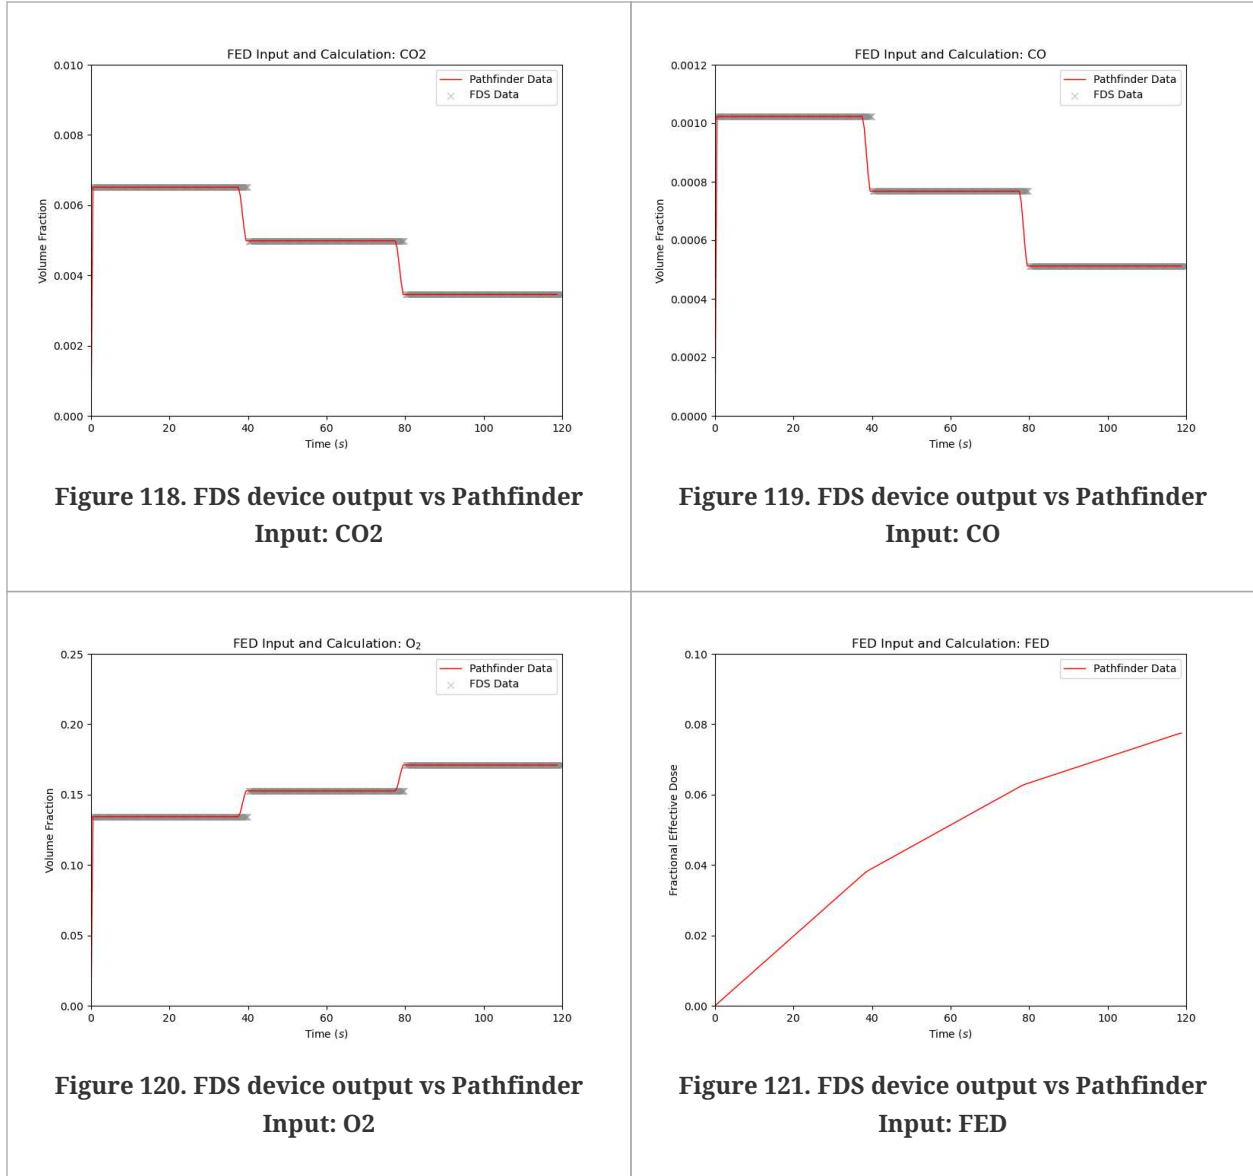 FED Input and Calculation: CO2
0.010
0.008
0.006
0.004
0.002
0.000
Volume Fraction
Pathfinder Data
FDS Data
0 20 40 60 80 100 120
Time (s)
Figure 118. FDS device output vs Pathfinder
Input: CO2
FED Input and Calculation: CO
0.0012
0.0010
0.0008
0.0006
0.0004
0.0002
0.0000
Volume Fraction
Pathfinder Data
FDS Data
0 20 40 60 80 100 120
Time (s)
Figure 119. FDS device output vs Pathfinder
Input: CO
FED Input and Calculation: O₂
0.25
0.20
0.15
0.10
0.05
0.00
Volume Fraction
Pathfinder Data
FDS Data
0 20 40 60 80 100 120
Time (s)
Figure 120. FDS device output vs Pathfinder
Input: O2
FED Input and Calculation: FED
0.10
0.08
0.06
0.04
0.02
0.00
Fractional Effective Dose
Pathfinder Data
0 20 40 60 80 100 120
Time (s)
Figure 121. FDS device output vs Pathfinder
Input: FED